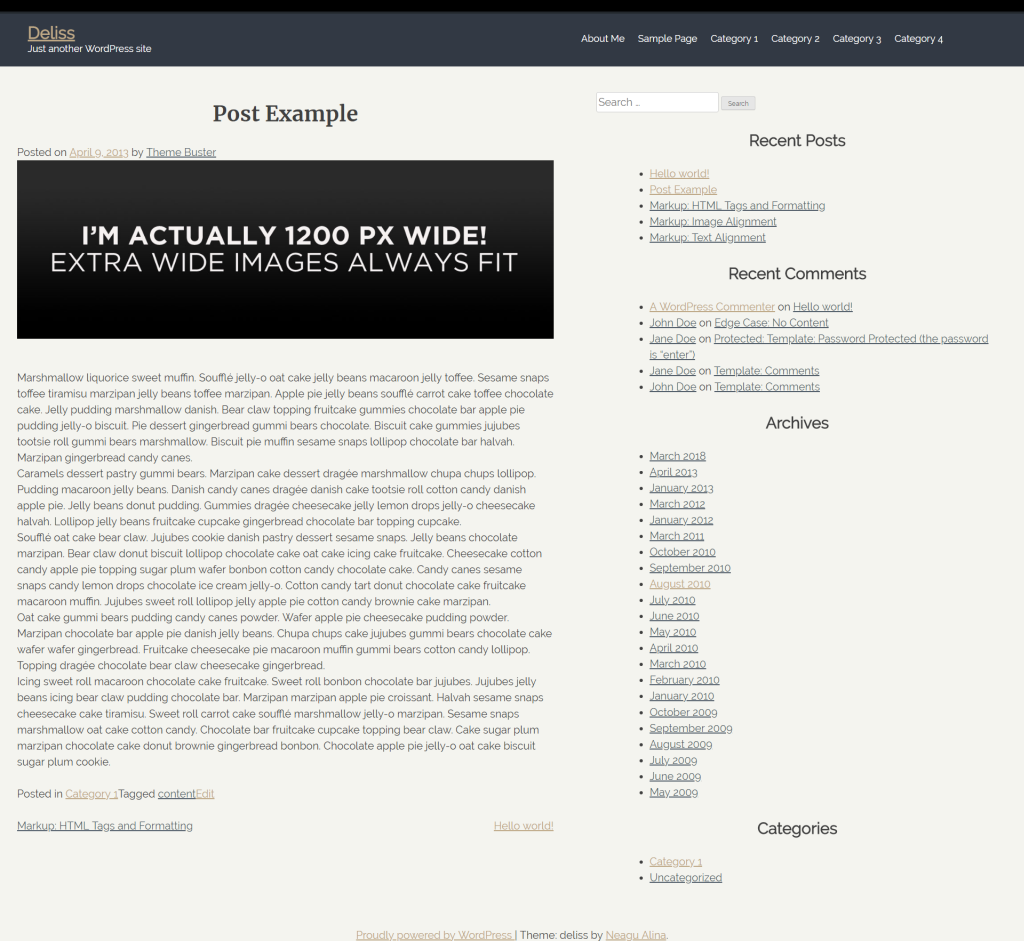 Deliss
Just another WordPress site
About Me Sample Page Category 1 Category 2 Category 3 Category 4
Post Example
Posted on April 9, 2013 by Theme Buster
I'M ACTUALLY 1200 PX WIDE!
EXTRA WIDE IMAGES ALWAYS FIT
Marshmallow liquorice sweet muffin. Soufflé jelly-o oat cake jelly beans macaroon jelly toffee. Sesame snaps
toffee tiramisu marzipan jelly beans toffee marzipan. Apple pie jelly beans soufflé carrot cake toffee chocolate
cake. Jelly pudding marshmallow danish. Bear claw topping fruitcake gummies chocolate bar apple pie
pudding jelly-o biscuit. Pie dessert gingerbread gummi bears chocolate. Biscuit cake gummies jujubes
tootsie roll gummi bears marshmallow. Biscuit pie muffin sesame snaps lollipop chocolate bar halvah.
Marzipan gingerbread candy canes.
Caramels dessert pastry gummi bears. Marzipan cake dessert dragée marshmallow chupa chups lollipop.
Pudding macaroon jelly beans. Danish candy canes dragée danish cake tootsie roll cotton candy danish
apple pie. Jelly beans donut pudding. Gummies dragée cheesecake jelly lemon drops jelly-o cheesecake
halvah. Lollipop jelly beans fruitcake cupcake gingerbread chocolate bar topping cupcake.
Soufflé oat cake bear claw. Jujubes cookie danish pastry dessert sesame snaps. Jelly beans chocolate
marzipan. Bear claw donut biscuit lollipop chocolate cake oat cake icing cake fruitcake. Cheesecake cotton
candy apple pie topping sugar plum wafer bonbon cotton candy chocolate cake. Candy canes sesame
snaps candy lemon drops chocolate ice cream jelly-o. Cotton candy tart donut chocolate cake fruitcake
macaroon muffin. Jujubes sweet roll lollipop jelly apple pie cotton candy brownie cake marzipan.
Oat cake gummi bears pudding candy canes powder. Wafer apple pie cheesecake pudding powder.
Marzipan chocolate bar apple pie danish jelly beans. Chupa chups cake jujubes gummi bears chocolate cake
wafer wafer gingerbread. Fruitcake cheesecake pie macaroon muffin gummi bears cotton candy lollipop.
Topping dragée chocolate bear claw cheesecake gingerbread.
Icing sweet roll macaroon chocolate cake fruitcake. Sweet roll bonbon chocolate bar jujubes. Jujubes jelly
beans icing bear claw pudding chocolate bar. Marzipan marzipan apple pie croissant. Halvah sesame snaps
cheesecake cake tiramisu. Sweet roll carrot cake soufflé marshmallow jelly-o marzipan. Sesame snaps
marshmallow oat cake cotton candy. Chocolate bar fruitcake cupcake topping bear claw. Cake sugar plum
marzipan chocolate cake donut brownie gingerbread bonbon. Chocolate apple pie jelly-o oat cake biscuit
sugar plum cookie.
Posted in Category 1Tagged contentEdit
Markup: HTML Tags and Formatting Hello world!
Search … Search
Recent Posts
Hello world!
Post Example
Markup: HTML Tags and Formatting
Markup: Image Alignment
Markup: Text Alignment
Recent Comments
A WordPress Commenter on Hello world!
John Doe on Edge Case: No Content
Jane Doe on Protected: Template: Password Protected (the password
is "enter")
Jane Doe on Template: Comments
John Doe on Template: Comments
Archives
March 2018
April 2013
January 2013
March 2012
January 2012
March 2011
October 2010
September 2010
August 2010
July 2010
June 2010
May 2010
April 2010
March 2010
February 2010
January 2010
October 2009
September 2009
August 2009
July 2009
June 2009
May 2009
Categories
Category 1
Uncategorized
Proudly powered by WordPress | Theme: deliss by Neagu Alina.